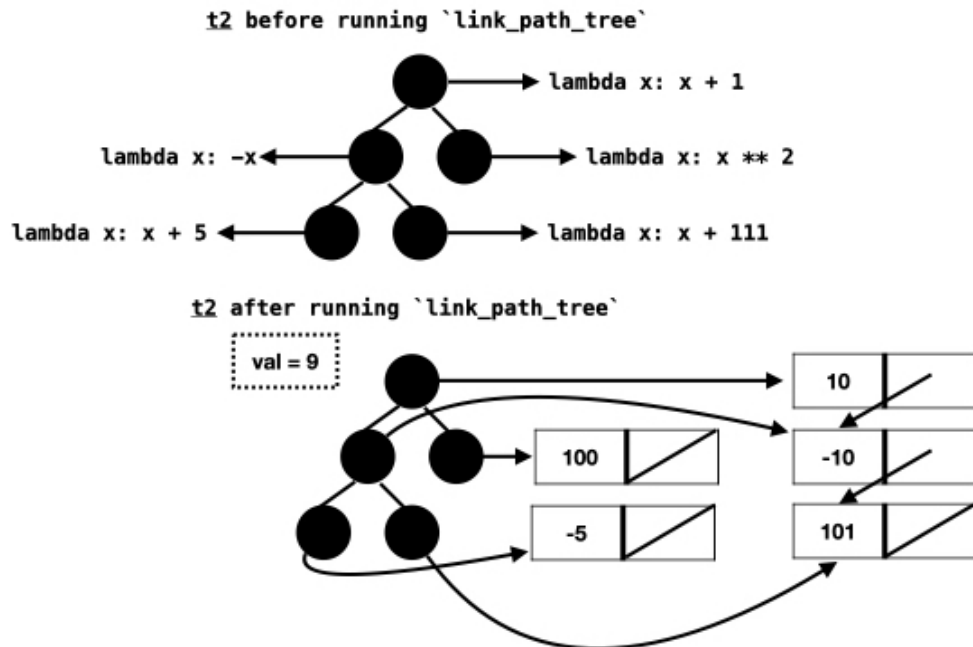 t2 before running `link_path_tree`
lambda x: x + 1
lambda x: -x
lambda x: x ** 2
lambda x: x + 5
lambda x: x + 111
t2 after running `link_path_tree`
val = 9
10
100
-10
-5
101